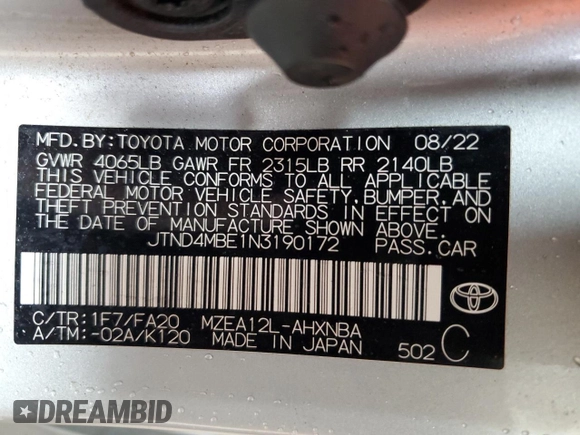 MFD.BY:TOYOTA MOTOR CORPORATION 08/22
GVWR 4065LB GAWR FR 2315LB RR 2140LB
THIS VEHICLE CONFORMS TO ALL APPLICABLE
FEDERAL MOTOR VEHICLE SAFETY,BUMPER,AND
THEFT PREVENTION STANDARDS IN EFFECT ON
THE DATE OF MANUFACTURE SHOWN ABOVE.
JTND4MBE1N3190172 PASS.CAR
C/TR:1F7/FA20 MZEA12L-AHXNBA
A/TM:-02A/K120 MADE IN JAPAN 502 C
DREAMBID